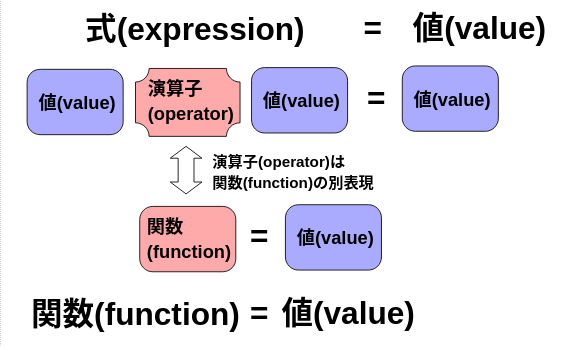 式(expression) = 値(value)
値(value) 演算子 値(value) = 値(value)
(operator)
演算子(operator)は
関数(function)の別表現
関数 = 値(value)
(function)
関数(function) = 値(value)